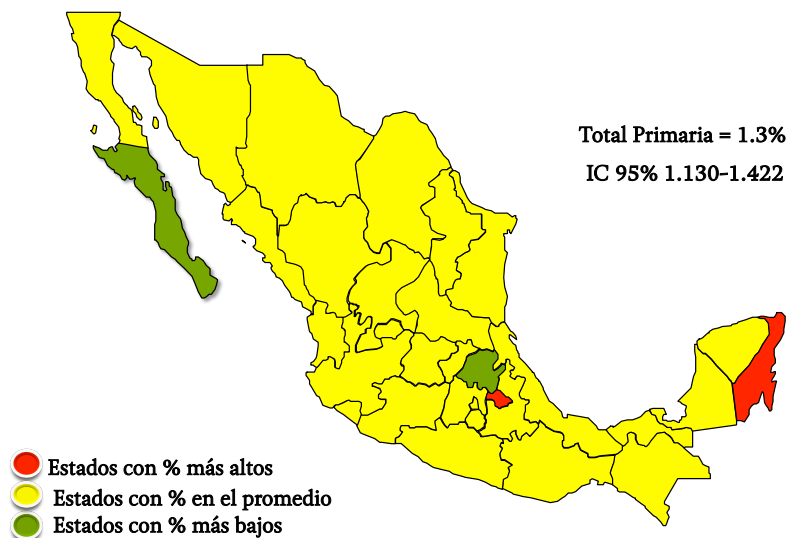 Total Primaria = 1.3%
IC 95% 1.130-1.422
Estados con % más altos
Estados con % en el promedio
Estados con % más bajos